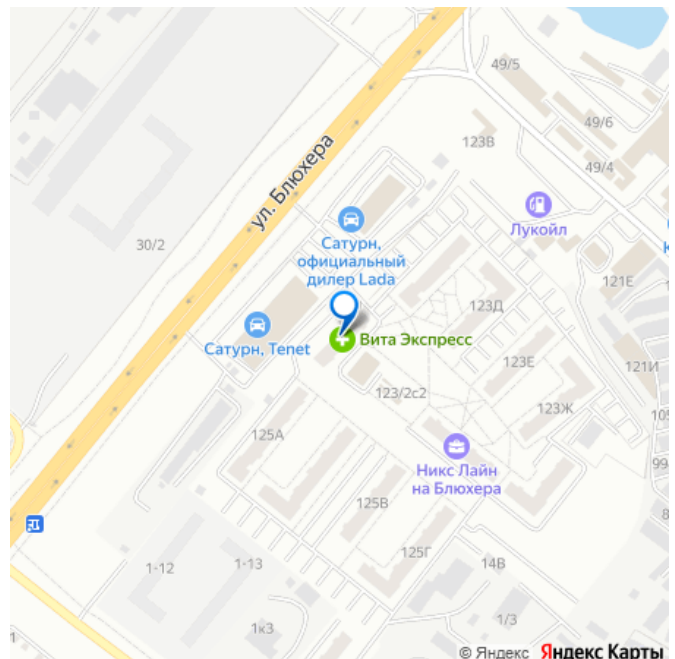 49/5
49/6
123В
49/4
ул. Блюхера
Лукойл
30/2
Сатурн,
официальный
дилер Lada
121Е
123Д
Сатурн, Tenet
Вита Экспресс
123Е
121И
123/2с2
123Ж
125А
Никс Лайн
на Блюхера
125В
125Г
14В
1-12
1-13
1/3
1к3
© Яндекс Яндекс Карты